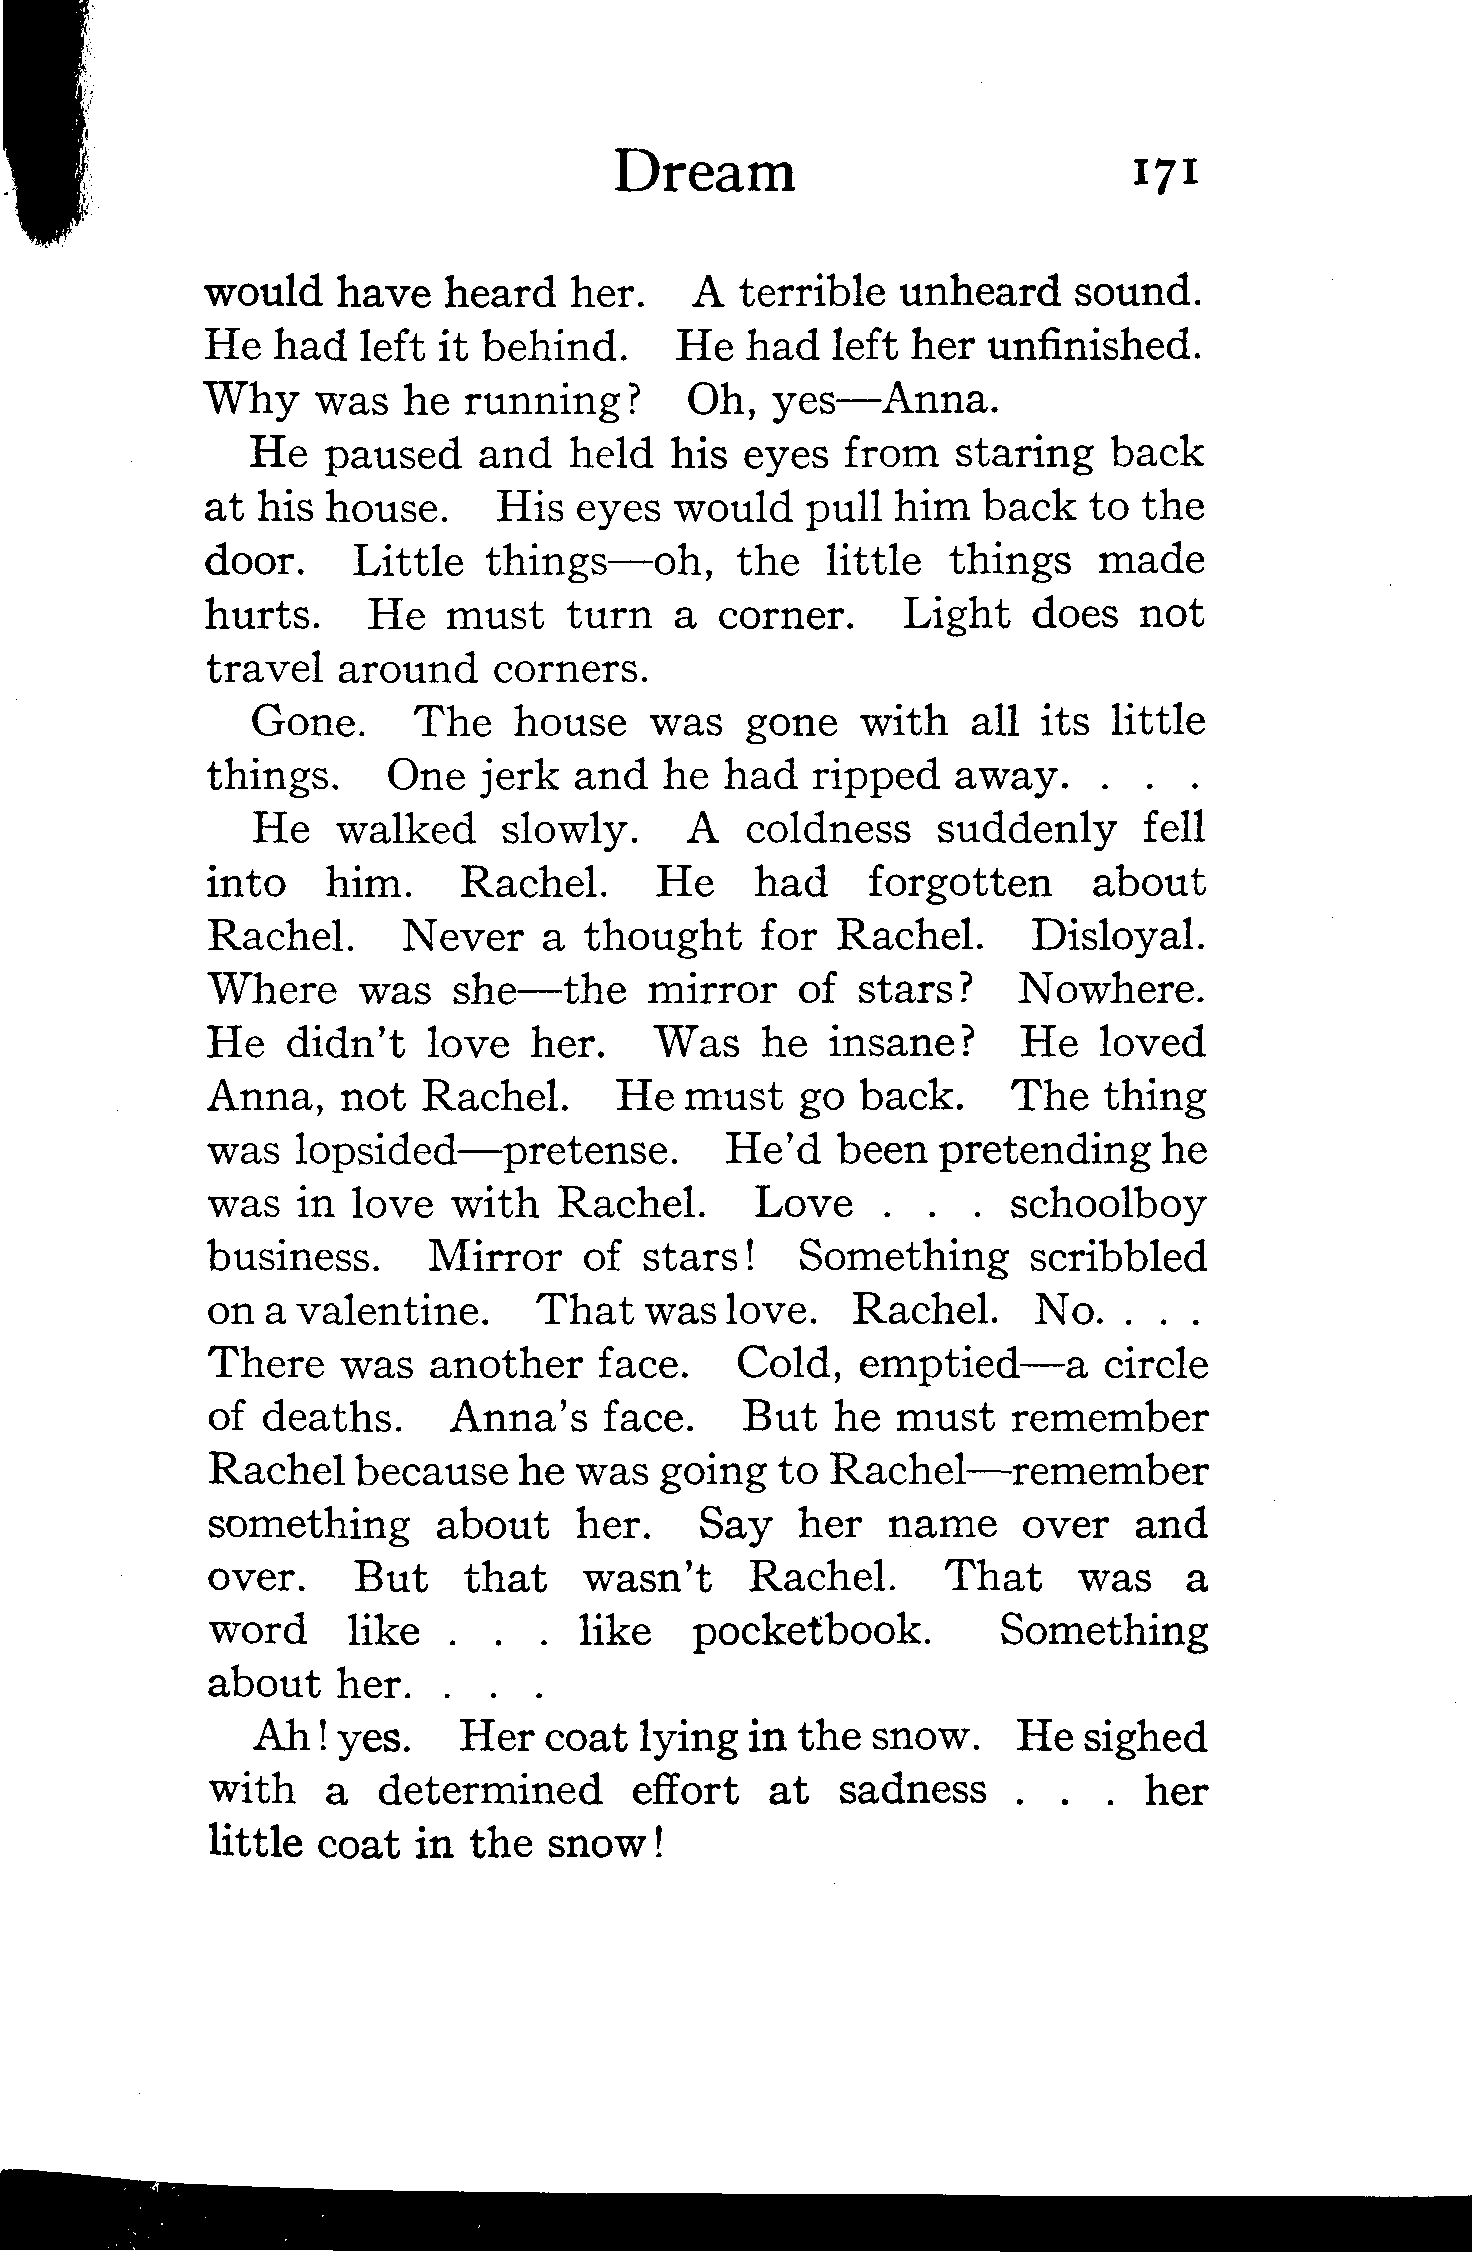 Dream 171
would have heard her. A terrible unheard sound.
He had left it behind. He had left her unfinished.
Why was he running? Oh, yes—Anna.
He paused and held his eyes from staring back
at his house. His eyes would pull him back to the
door. Little things—oh, the little things made
hurts. He must turn a corner. Light does not
travel around corners.
Gone. The house was gone with all its little
things. One jerk and he had ripped away. . . .
He walked slowly. A coldness suddenly fell
into him. Rachel. He had forgotten about
Rachel. Never a thought for Rachel. Disloyal.
Where was she—the mirror of stars? Nowhere.
He didn't love her. Was he insane? He loved
Anna, not Rachel. He must go back. The thing
was lopsided—pretense. He'd been pretending he
was in love with Rachel. Love . . . schoolboy
business. Mirror of stars! Something scribbled
on a valentine. That was love. Rachel. No. . . .
There was another face. Cold, emptied—a circle
of deaths. Anna's face. But he must remember
Rachel because he was going to Rachel—remember
something about her. Say her name over and
over. But that wasn't Rachel. That was a
word like . . . like pocketbook. Something
about her. . . .
Ah! yes. Her coat lying in the snow. He sighed
with a determined effort at sadness . . . her
little coat in the snow!